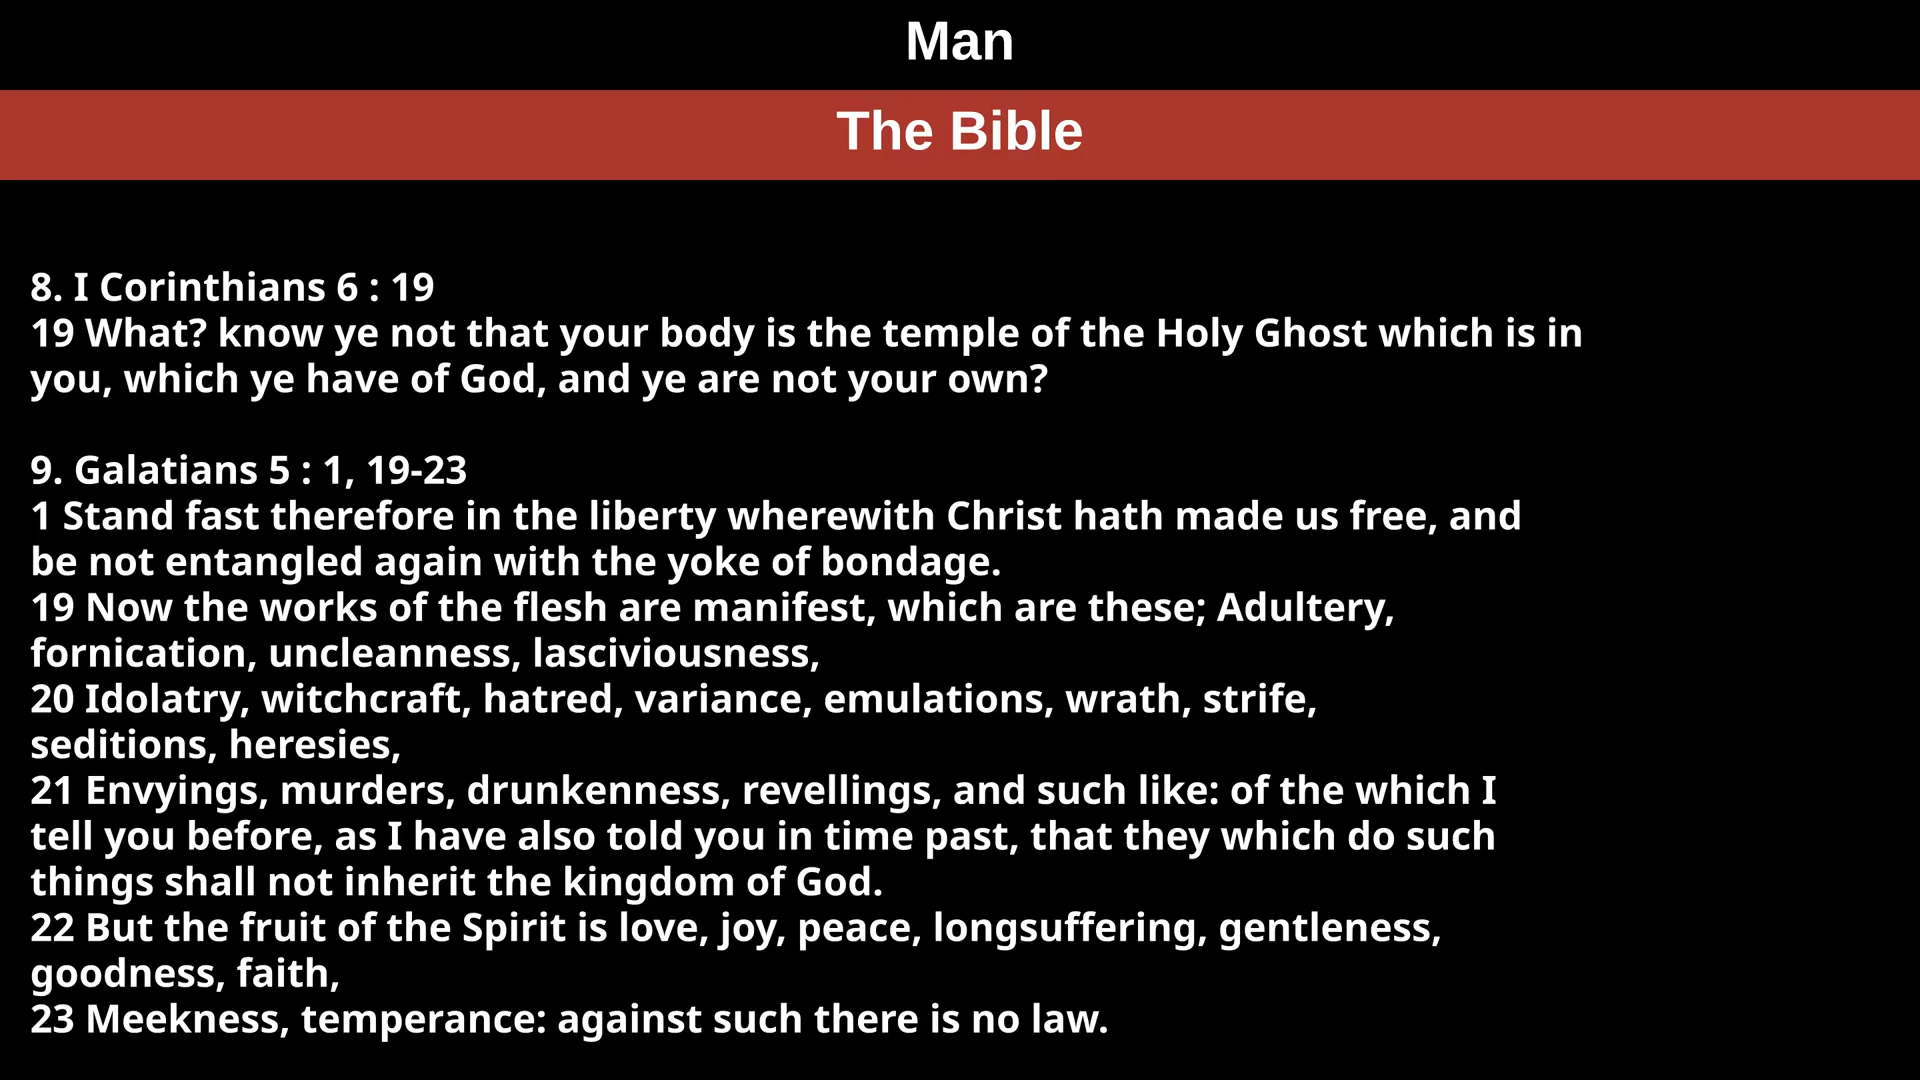 Man
The Bible
8. I Corinthians 6 : 19
19 What? know ye not that your body is the temple of the Holy Ghost which is in
you, which ye have of God, and ye are not your own?
9. Galatians 5 : 1, 19-23
1 Stand fast therefore in the liberty wherewith Christ hath made us free, and
be not entangled again with the yoke of bondage.
19 Now the works of the flesh are manifest, which are these; Adultery,
fornication, uncleanness, lasciviousness,
20 Idolatry, witchcraft, hatred, variance, emulations, wrath, strife,
seditions, heresies,
21 Envyings, murders, drunkenness, revellings, and such like: of the which I
tell you before, as I have also told you in time past, that they which do such
things shall not inherit the kingdom of God.
22 But the fruit of the Spirit is love, joy, peace, longsuffering, gentleness,
goodness, faith,
23 Meekness, temperance: against such there is no law.